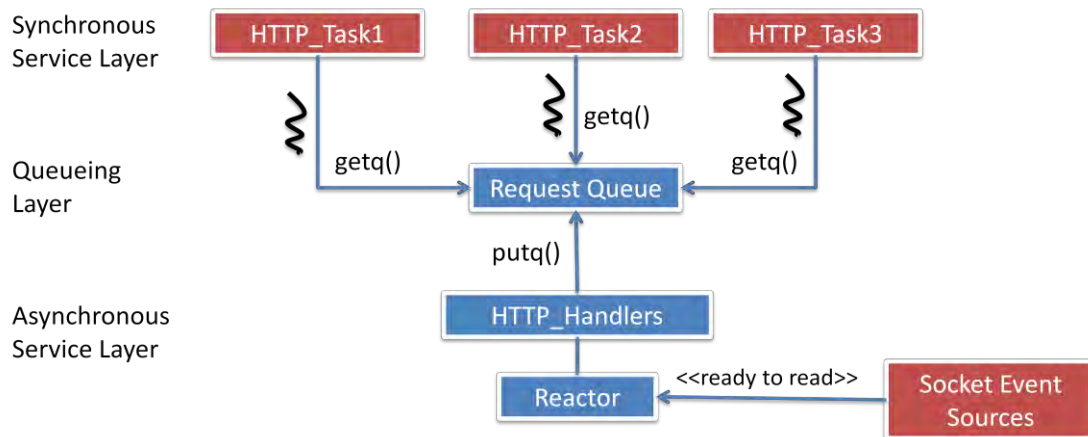 Synchronous
Service Layer
HTTP_Task1
HTTP_Task2
HTTP_Task3
getq()
getq()
getq()
Queueing
Layer
Request Queue
putq()
Asynchronous
Service Layer
HTTP_Handlers
<<ready to read>>
Reactor
Socket Event
Sources